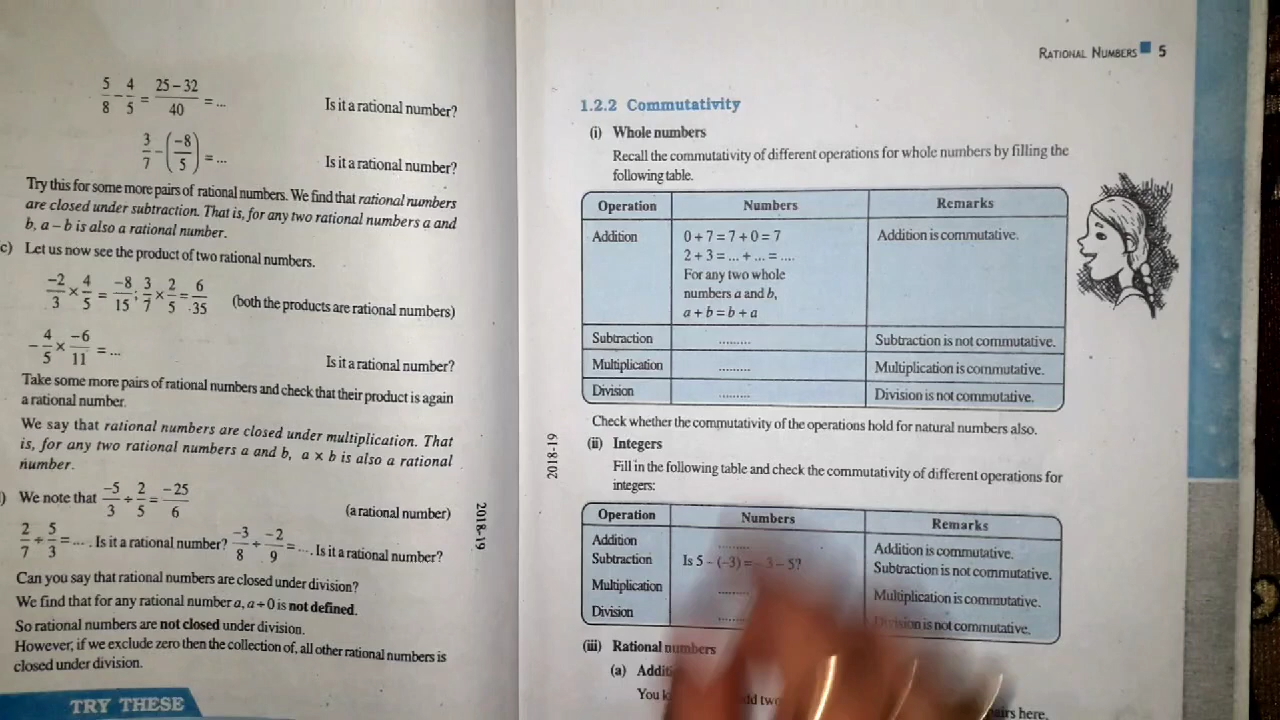 5/8 − 4/5 = (25 − 32)/40 = ... Is it a rational number?
3/7 − (−8/5) = ... Is it a rational number?
Try this for some more pairs of rational numbers. We find that rational numbers
are closed under subtraction. That is, for any two rational numbers a and
b, a − b is also a rational number.
c) Let us now see the product of two rational numbers.
−2/3 × 4/5 = −8/15; 3/7 × 2/5 = 6/35 (both the products are rational numbers)
−4/5 × −6/11 = ... Is it a rational number?
Take some more pairs of rational numbers and check that their product is again
a rational number.
We say that rational numbers are closed under multiplication. That
is, for any two rational numbers a and b, a × b is also a rational
number.
) We note that −5/3 ÷ 2/5 = −25/6 (a rational number)
2/7 ÷ 5/3 = .... Is it a rational number? −3/8 ÷ −2/9 = .... Is it a rational number?
Can you say that rational numbers are closed under division?
We find that for any rational number a, a ÷ 0 is not defined.
So rational numbers are not closed under division.
However, if we exclude zero then the collection of, all other rational numbers is
closed under division.
TRY THESE
2018-19
RATIONAL NUMBERS 5
1.2.2 Commutativity
(i) Whole numbers
Recall the commutativity of different operations for whole numbers by filling the
following table.
Operation Numbers Remarks
Addition 0 + 7 = 7 + 0 = 7 Addition is commutative.
2 + 3 = ... + ... = ....
For any two whole
numbers a and b,
a + b = b + a
Subtraction ......... Subtraction is not commutative.
Multiplication ......... Multiplication is commutative.
Division ......... Division is not commutative.
Check whether the commutativity of the operations hold for natural numbers also.
2018-19
(ii) Integers
Fill in the following table and check the commutativity of different operations for
integers:
Operation Numbers Remarks
Addition ......... Addition is commutative.
Subtraction Is 5 − (−3) = − 3 − 5? Subtraction is not commutative.
Multiplication ......... Multiplication is commutative.
Division ...... Division is not commutative.
(iii) Rational numbers
(a)
You
here.